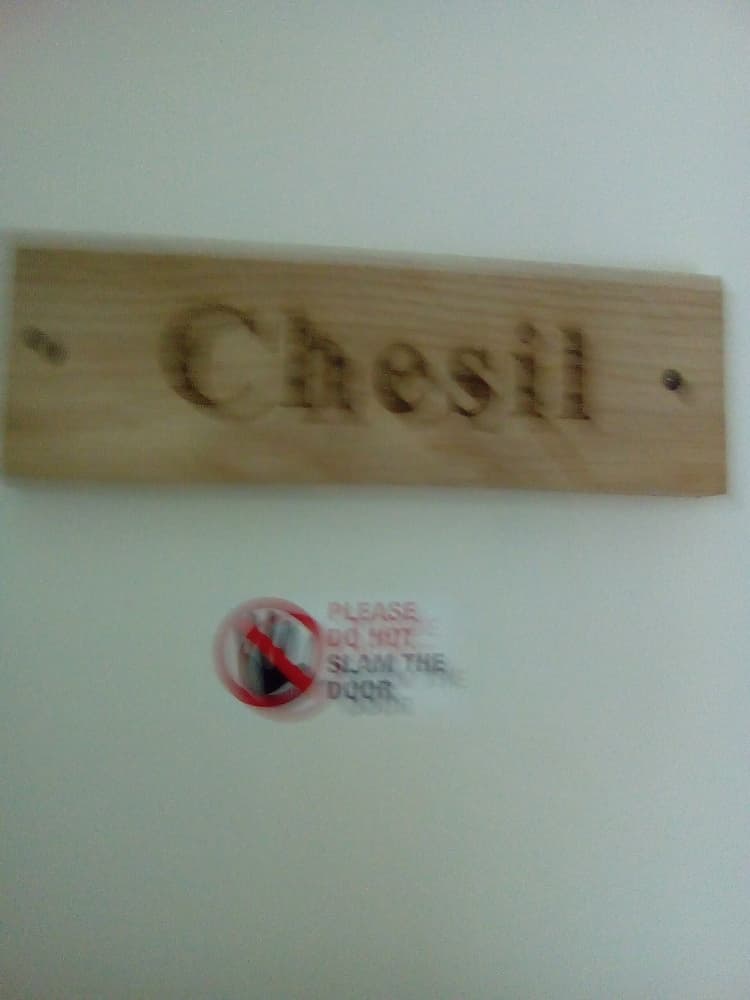 Chesil
PLEASE
DO NOT
SLAM THE
DOOR